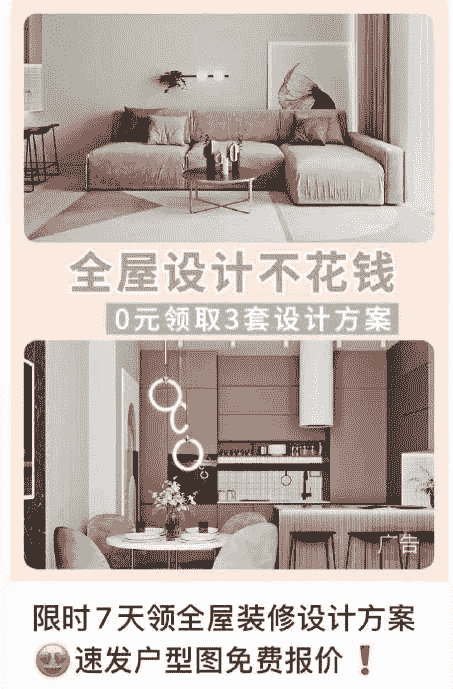 全屋设计不花钱
0元领取3套设计方案
广告
限时7天领全屋装修设计方案
😍速发户型图免费报价❗